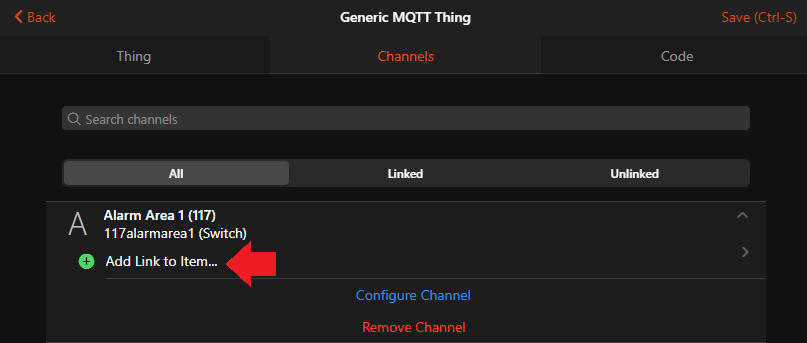 Back
Generic MQTT Thing
Save (Ctrl-S)
Thing
Channels
Code
Search channels
All
Linked
Unlinked
A
Alarm Area 1 (117)
117alarmarea1 (Switch)
Add Link to Item...
Configure Channel
Remove Channel